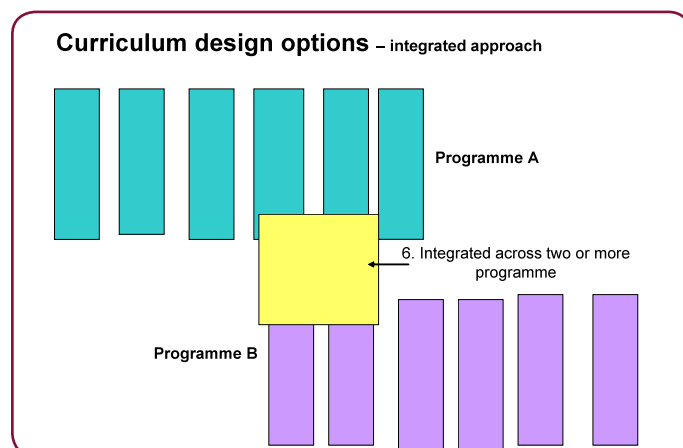 Curriculum design options – integrated approach
Programme A
6. Integrated across two or more
programme
Programme B